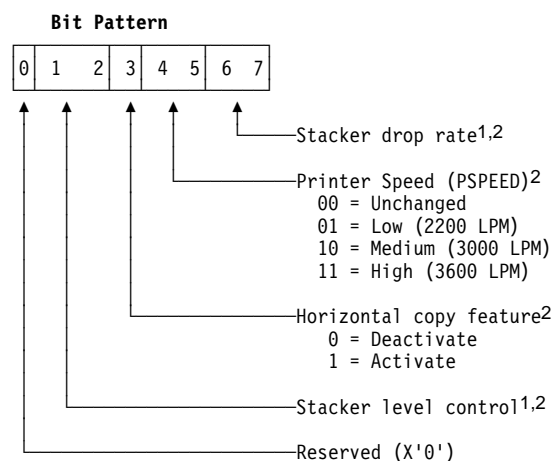 Bit Pattern
0 1 2 3 4 5 6 7
Stacker drop rate1,2
Printer Speed (PSPEED)2
00 = Unchanged
01 = Low (2200 LPM)
10 = Medium (3000 LPM)
11 = High (3600 LPM)
Horizontal copy feature2
0 = Deactivate
1 = Activate
Stacker level control1,2
Reserved (X'0')